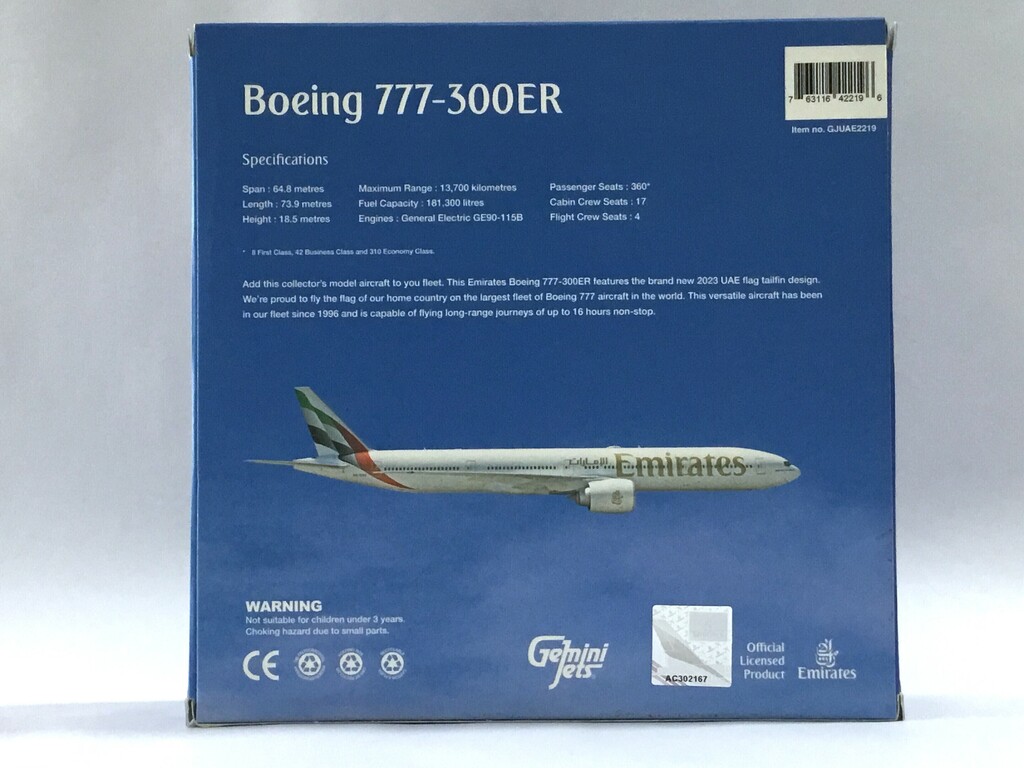 Boeing 777-300ER
7 63116 42219 6
Item no. GJUAE2219
Specifications
Span : 64.8 metres
Length : 73.9 metres
Height : 18.5 metres
Maximum Range : 13,700 kilometres
Fuel Capacity : 181,300 litres
Engines : General Electric GE90-115B
Passenger Seats : 360*
Cabin Crew Seats : 17
Flight Crew Seats : 4
* 8 First Class, 42 Business Class and 310 Economy Class.
Add this collector's model aircraft to you fleet. This Emirates Boeing 777-300ER features the brand new 2023 UAE flag tailfin design.
We're proud to fly the flag of our home country on the largest fleet of Boeing 777 aircraft in the world. This versatile aircraft has been
in our fleet since 1996 and is capable of flying long-range journeys of up to 16 hours non-stop.
الإمارات Emirates
WARNING
Not suitable for children under 3 years.
Choking hazard due to small parts.
CE
Gemini
Jets
AC302167
Official
Licensed
Product
Emirates